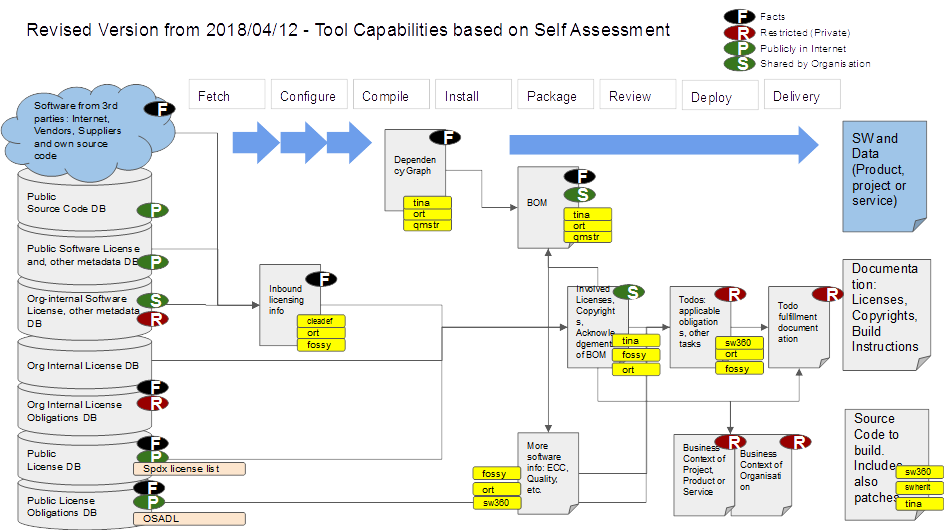 Revised Version from 2018/04/12 - Tool Capabilities based on Self Assessment
F Facts
R Restricted (Private)
P Publicly in Internet
S Shared by Organisation
Fetch
Configure
Compile
Install
Package
Review
Deploy
Delivery
Software from 3rd
parties: Internet,
Vendors, Suppliers
and own source
code
F
Public
Source Code DB
P
Public Software License
and, other metadata DB
P
Org-internal Software
License, other metadata
DB
S
R
Org Internal License DB
Org Internal License
Obligations DB
F
R
Public
License DB
F
P
Spdx license list
Public License
Obligations DB
F
P
OSADL
Inbound
licensing
info
F
cleadef
ort
fossy
Dependen
cy Graph
F
tina
ort
qmstr
BOM
F
S
tina
ort
qmstr
Involved
Licenses,
Copyright
s,
Acknowle
dgement
of BOM
S
tina
fossy
ort
Todos:
applicable
obligation
s, other
tasks
R
sw360
ort
fossy
Todo
fulfillment
document
ation
R
More
software
info: ECC,
Quality,
etc.
fossy
ort
sw360
Business
Context of
Project,
Product or
Service
R
Business
Context of
Organisati
on
R
SW and
Data
(Product,
project or
service)
Documenta
tion:
Licenses,
Copyrights,
Build
Instructions
Source
Code to
build.
Includes
also
patches
sw360
swherit
tina